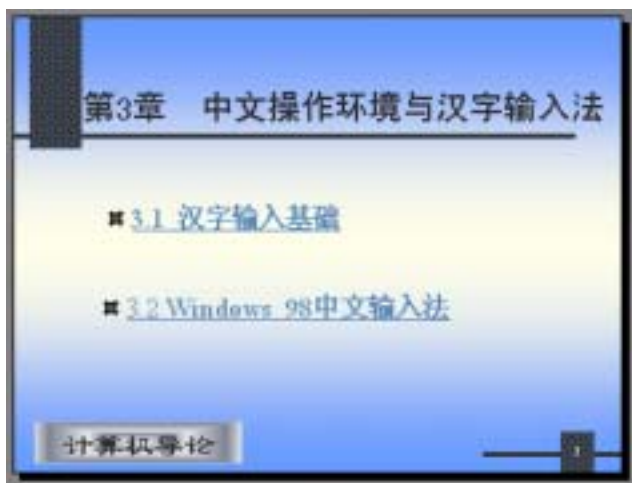 第3章 中文操作环境与汉字输入法
3.1 汉字输入基础
3.2 Windows 98中文输入法
计算机导论
1